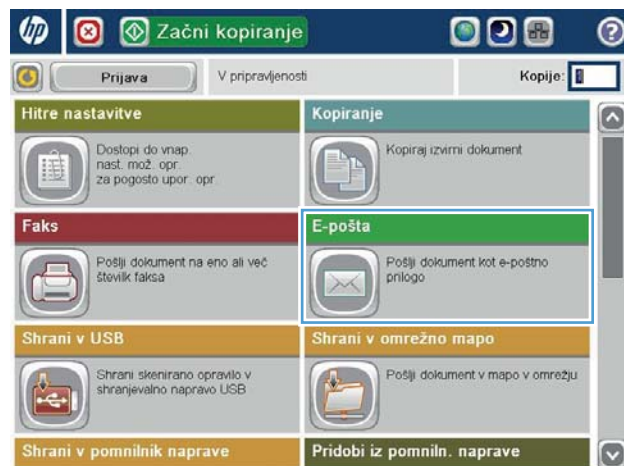 hp
Začni kopiranje
?
Prijava
V pripravljenosti
Kopije:
Hitre nastavitve
Dostopi do vnap.
nast. mož. opr.
za pogosto upor. opr.
Kopiranje
Kopiraj izvirni dokument
Faks
Pošlji dokument na eno ali več
številk faksa
E-pošta
Pošlji dokument kot e-poštno
prilogo
Shrani v USB
Shrani skenirano opravilo v
shranjevalno napravo USB
Shrani v omrežno mapo
Pošlji dokument v mapo v omrežju
Shrani v pomnilnik naprave
Pridobi iz pomniln. naprave